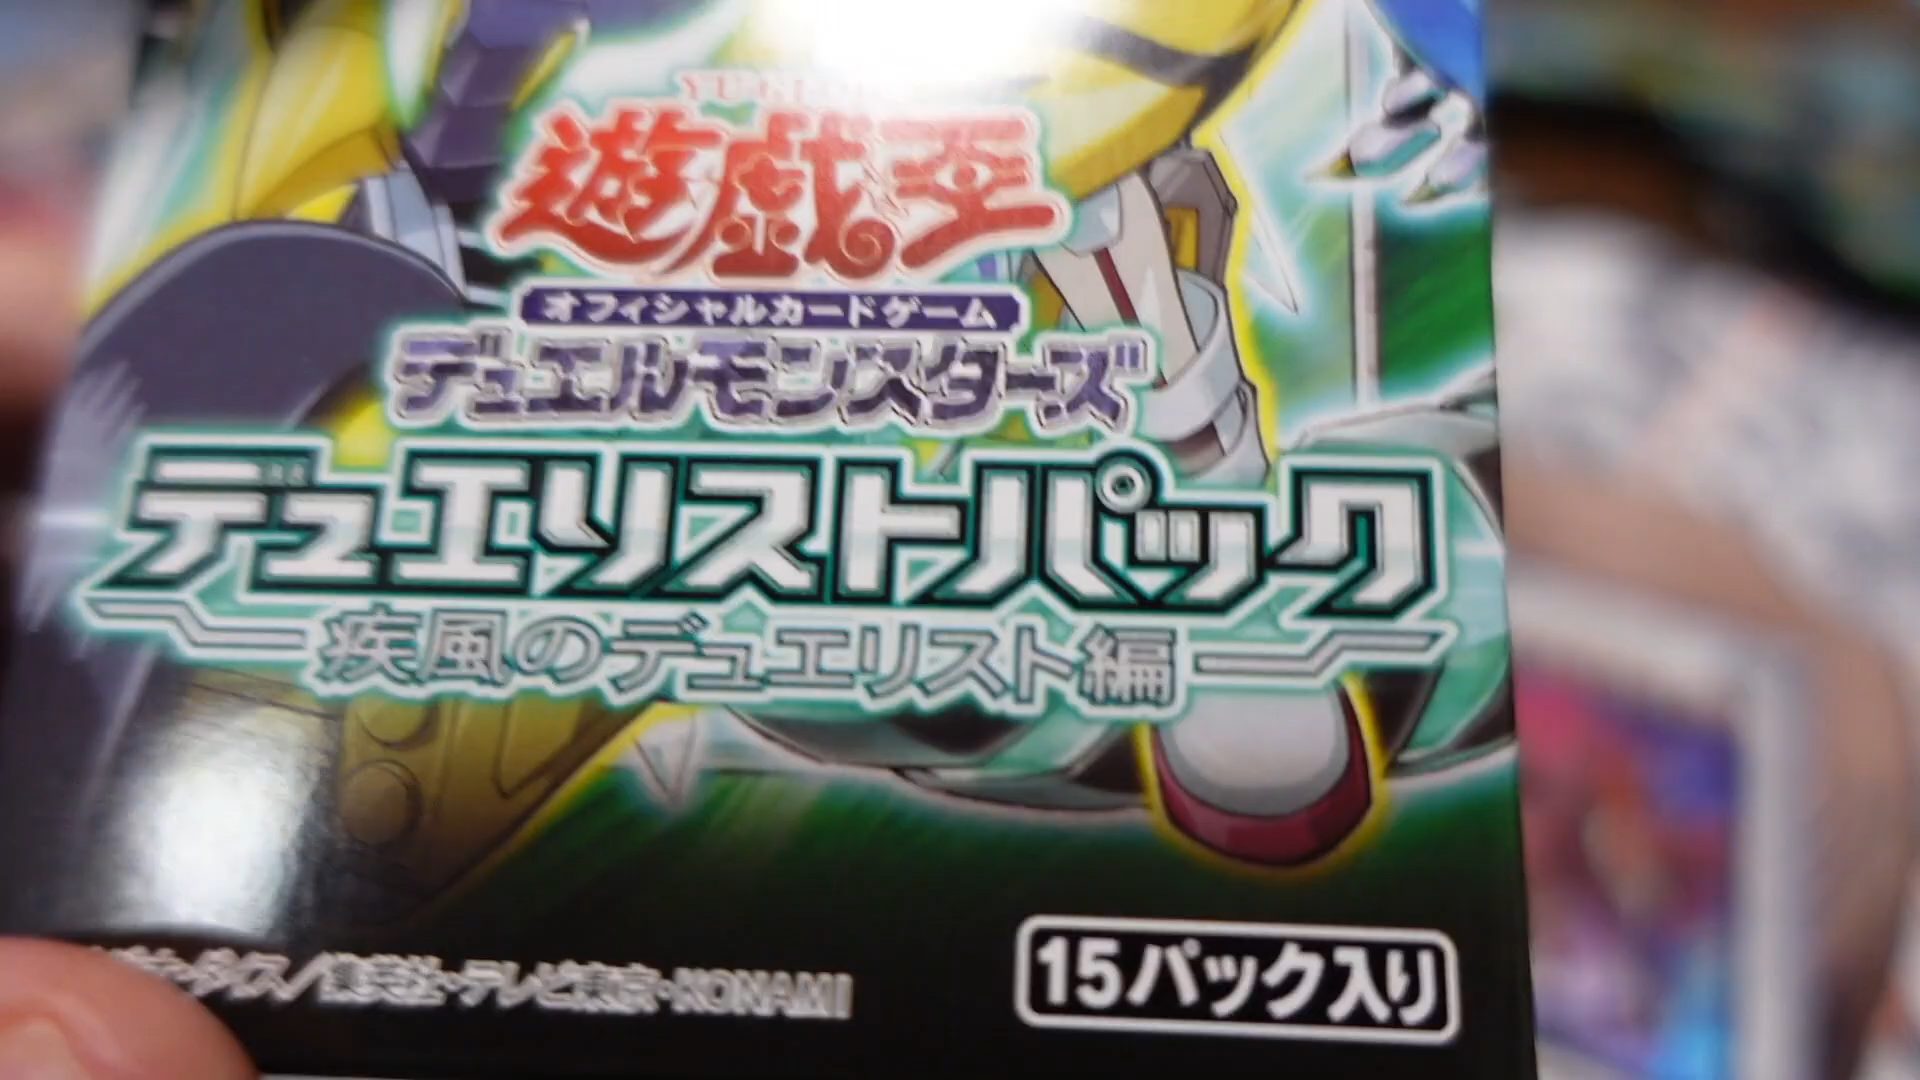 遊戯王
オフィシャルカードゲーム
デュエルモンスターズ
デュエリストパック
疾風のデュエリスト編
15パック入り
ダイス／集英社・テレビ東京・KONAMI